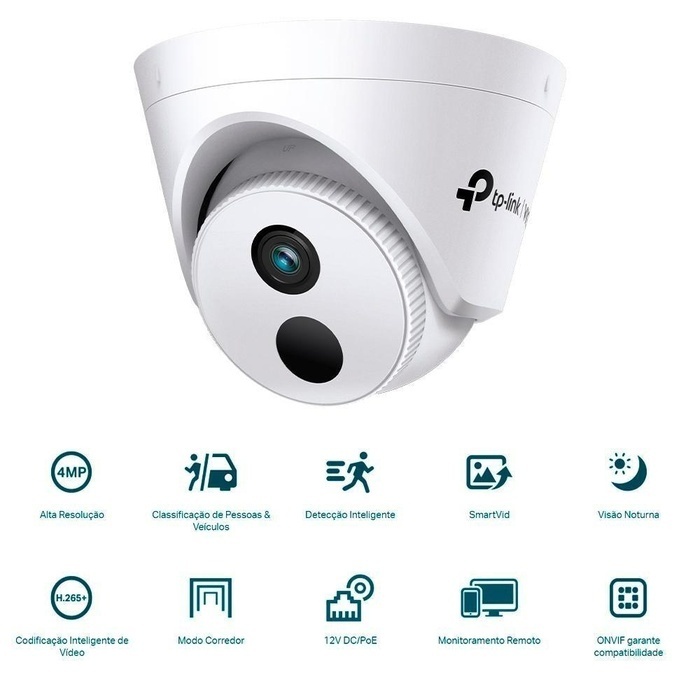 tp-link
4MP
Alta Resolução
Classificação de Pessoas &
Veículos
Detecção Inteligente
SmartVid
Visão Noturna
H.265+
Codificação Inteligente de
Vídeo
Modo Corredor
12V DC/PoE
Monitoramento Remoto
ONVIF garante
compatibilidade